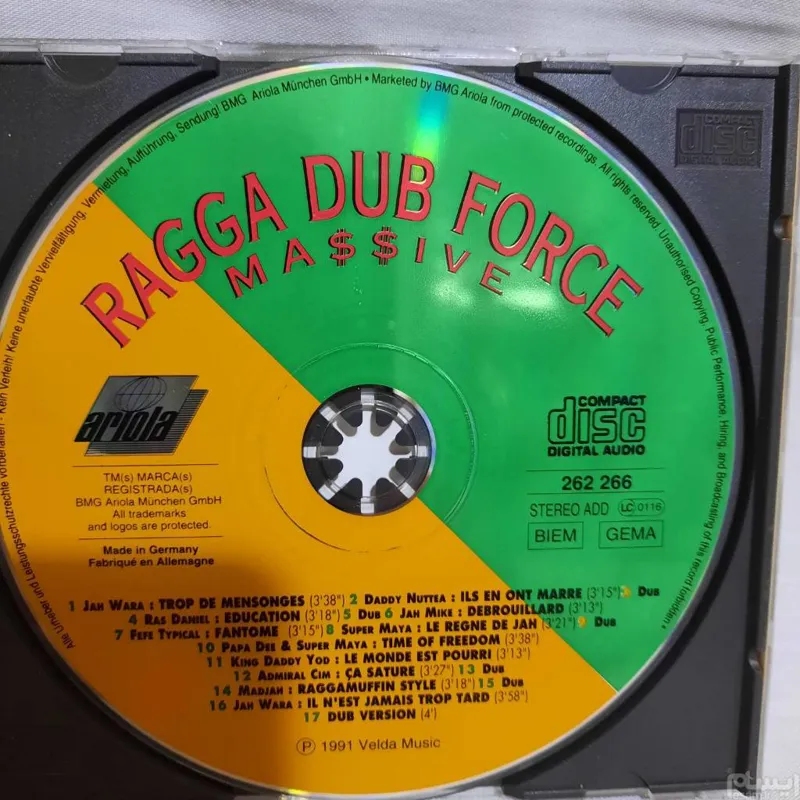 Alle Urheber und Leistungsschutzrechte vorbehalten · Kein Verleih! Keine unerlaubte Vervielfältigung, Vermietung, Aufführung, Sendung! BMG Ariola München GmbH • Marketed by BMG Ariola from protected recordings. All rights reserved. Unauthorised Copying, Public Performance, Hiring, and Broadcasting of this record forbidden •
RAGGA DUB FORCE
MA$$IVE
COMPACT
disc
DIGITAL AUDIO
ariola
COMPACT
disc
DIGITAL AUDIO
TM(s) MARCA(s)
REGISTRADA(s)
BMG Ariola München GmbH
All trademarks
and logos are protected.
Made in Germany
Fabriqué en Allemagne
262 266
STEREO ADD LC 0116
BIEM GEMA
1 JAH WARA : TROP DE MENSONGES (3'38") 2 DADDY NUTTEA : ILS EN ONT MARRE (3'15") 3 DUB
4 RAS DANIEL : EDUCATION (3'18") 5 DUB 6 JAH MIKE : DEBROUILLARD (3'13")
7 FEFE TYPICAL : FANTOME (3'15") 8 SUPER MAYA : LE REGNE DE JAH (3'21") 9 DUB
10 PAPA DEE & SUPER MAYA : TIME OF FREEDOM (3'38")
11 KING DADDY YOD : LE MONDE EST POURRI (3'13")
12 ADMIRAL CIM : ÇA SATURE (3'27") 13 DUB
14 MADJAH : RAGGAMUFFIN STYLE (3'18") 15 DUB
16 JAH WARA : IL N'EST JAMAIS TROP TARD (3'58")
17 DUB VERSION (4')
Ⓟ 1991 Velda Music